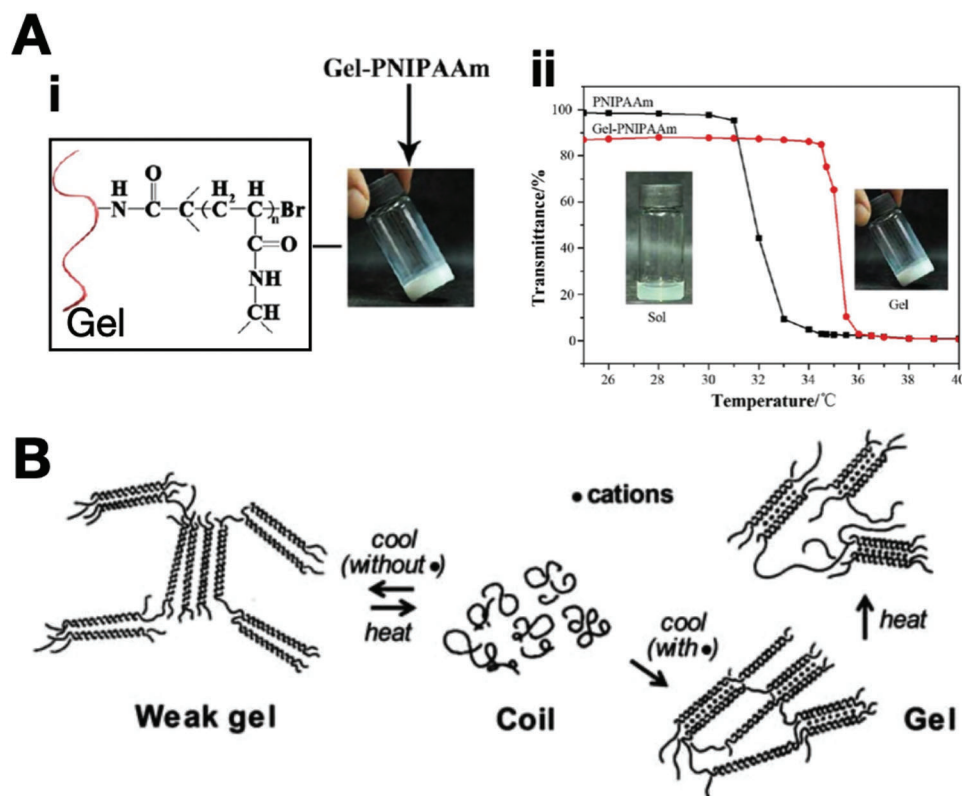 A
i
Gel-PNIPAAm
H
N
O
C
C
H₂
C
H
C
n
Br
C=O
NH
CH
Gel
ii
PNIPAAm
Gel-PNIPAAm
Sol
Gel
Transmittance/%
100
80
60
40
20
0
26 28 30 32 34 36 38 40
Temperature/℃
B
• cations
cool
(without •)
heat
cool
(with •)
heat
Weak gel
Coil
Gel